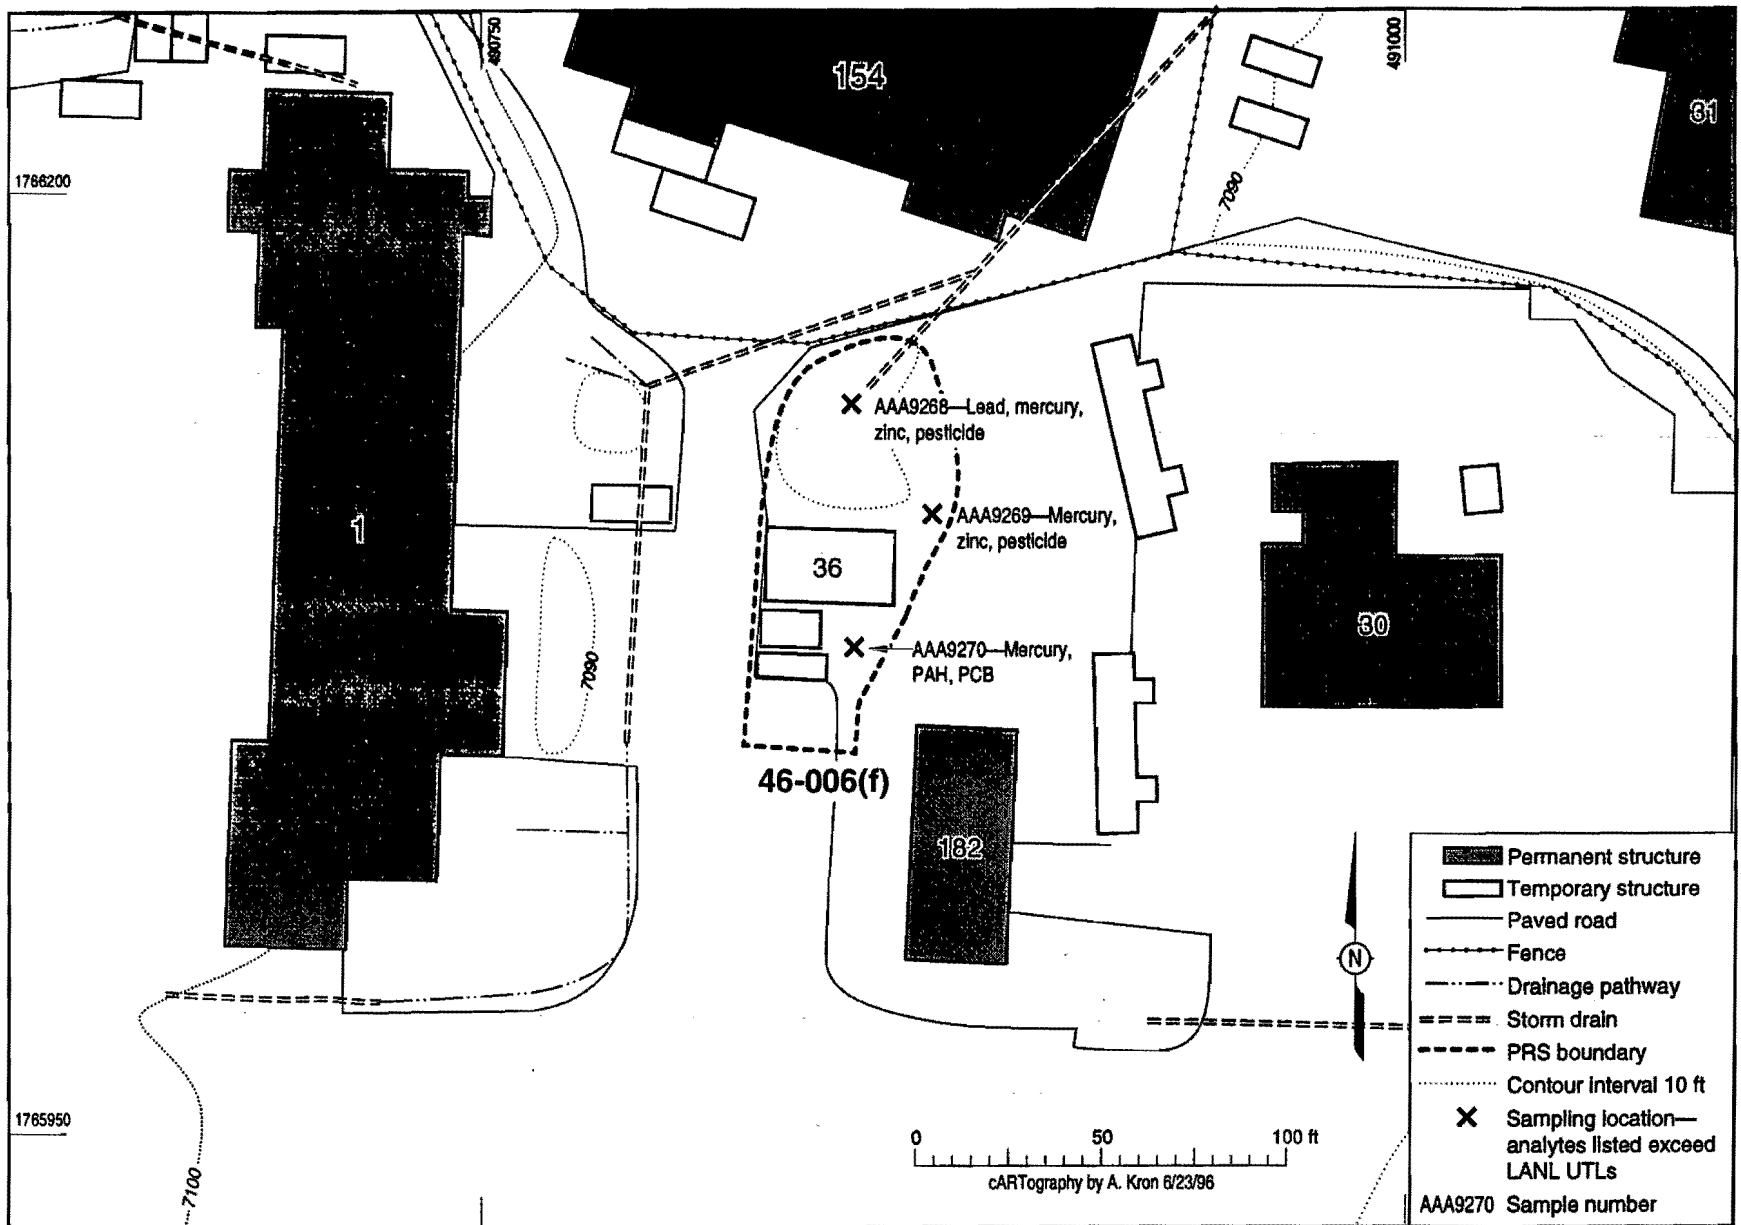 490750
491000
154
31
1766200
7090
AAA9268—Lead, mercury,
zinc, pesticide
1
AAA9269—Mercury,
zinc, pesticide
36
30
AAA9270—Mercury,
PAH, PCB
7090
46-006(f)
182
Permanent structure
Temporary structure
Paved road
Fence
N
Drainage pathway
Storm drain
PRS boundary
Contour interval 10 ft
1765950
Sampling location—
analytes listed exceed
LANL UTLs
0 50 100 ft
cARTography by A. Kron 6/23/96
7100
AAA9270 Sample number